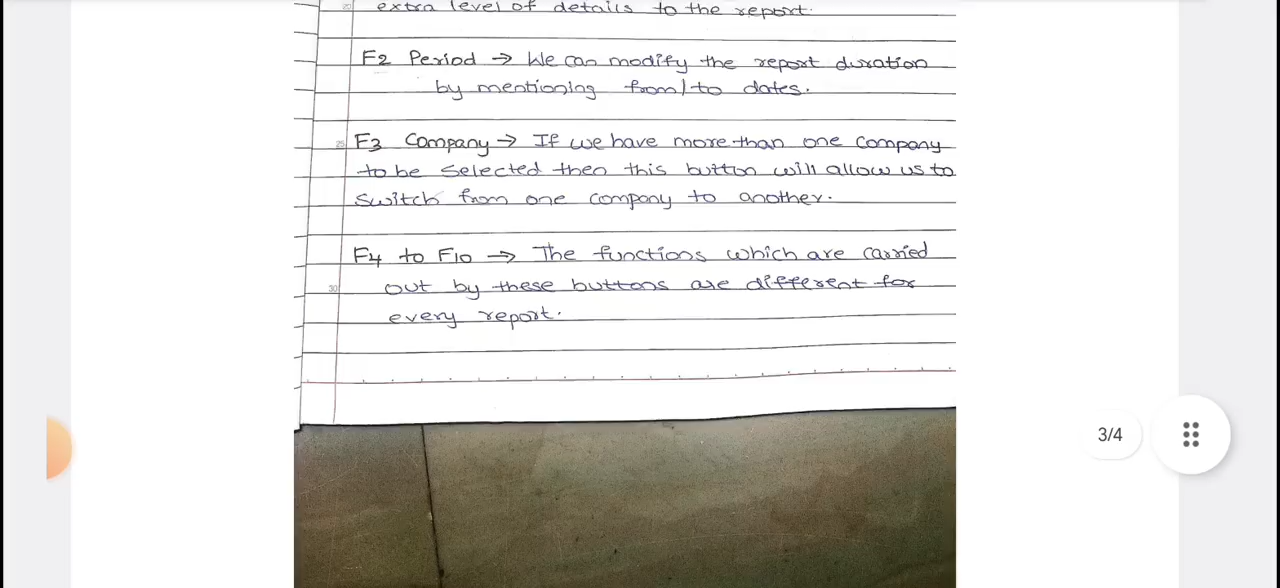 extra level of details to the report.
F2 Period → We can modify the report duration
by mentioning from/to dates.
25 F3 Company → If we have more than one company
to be selected then this button will allow us to
switch from one company to another.
F4 to F10 → The functions which are carried
30 out by these buttons are different for
every report.
3/4